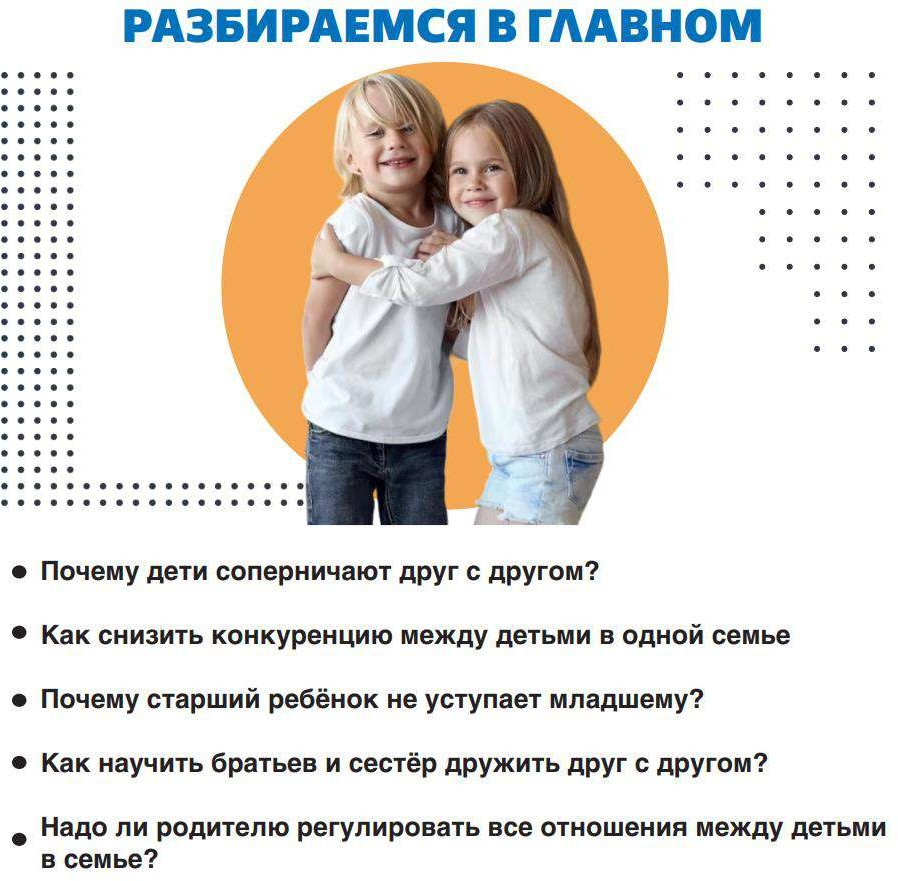 РАЗБИРАЕМСЯ В ГЛАВНОМ
• Почему дети соперничают друг с другом?
• Как снизить конкуренцию между детьми в одной семье
• Почему старший ребёнок не уступает младшему?
• Как научить братьев и сестёр дружить друг с другом?
• Надо ли родителю регулировать все отношения между детьми
в семье?